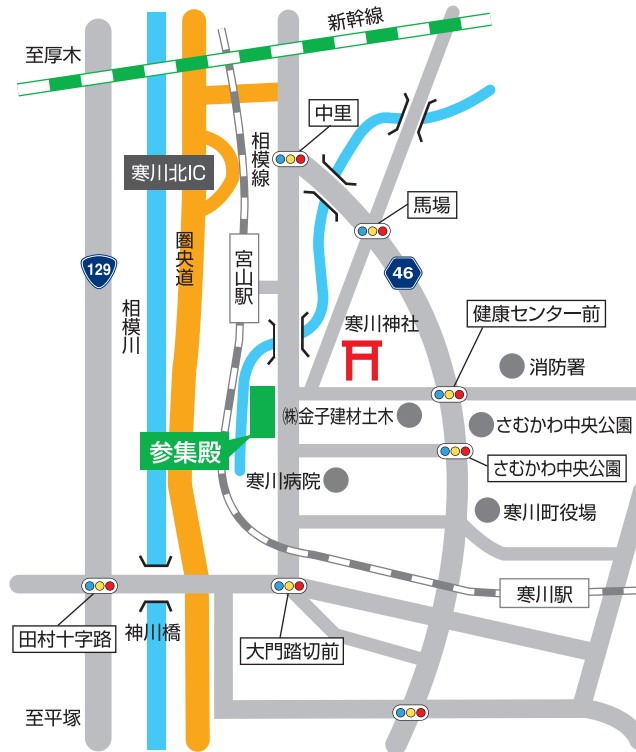 新幹線
至厚木
中里
相模線
寒川北IC
馬場
圏央道
宮山駅
129
46
相模川
健康センター前
寒川神社
消防署
㈱金子建材土木
さむかわ中央公園
参集殿
さむかわ中央公園
寒川病院
寒川町役場
寒川駅
田村十字路
神川橋
大門踏切前
至平塚